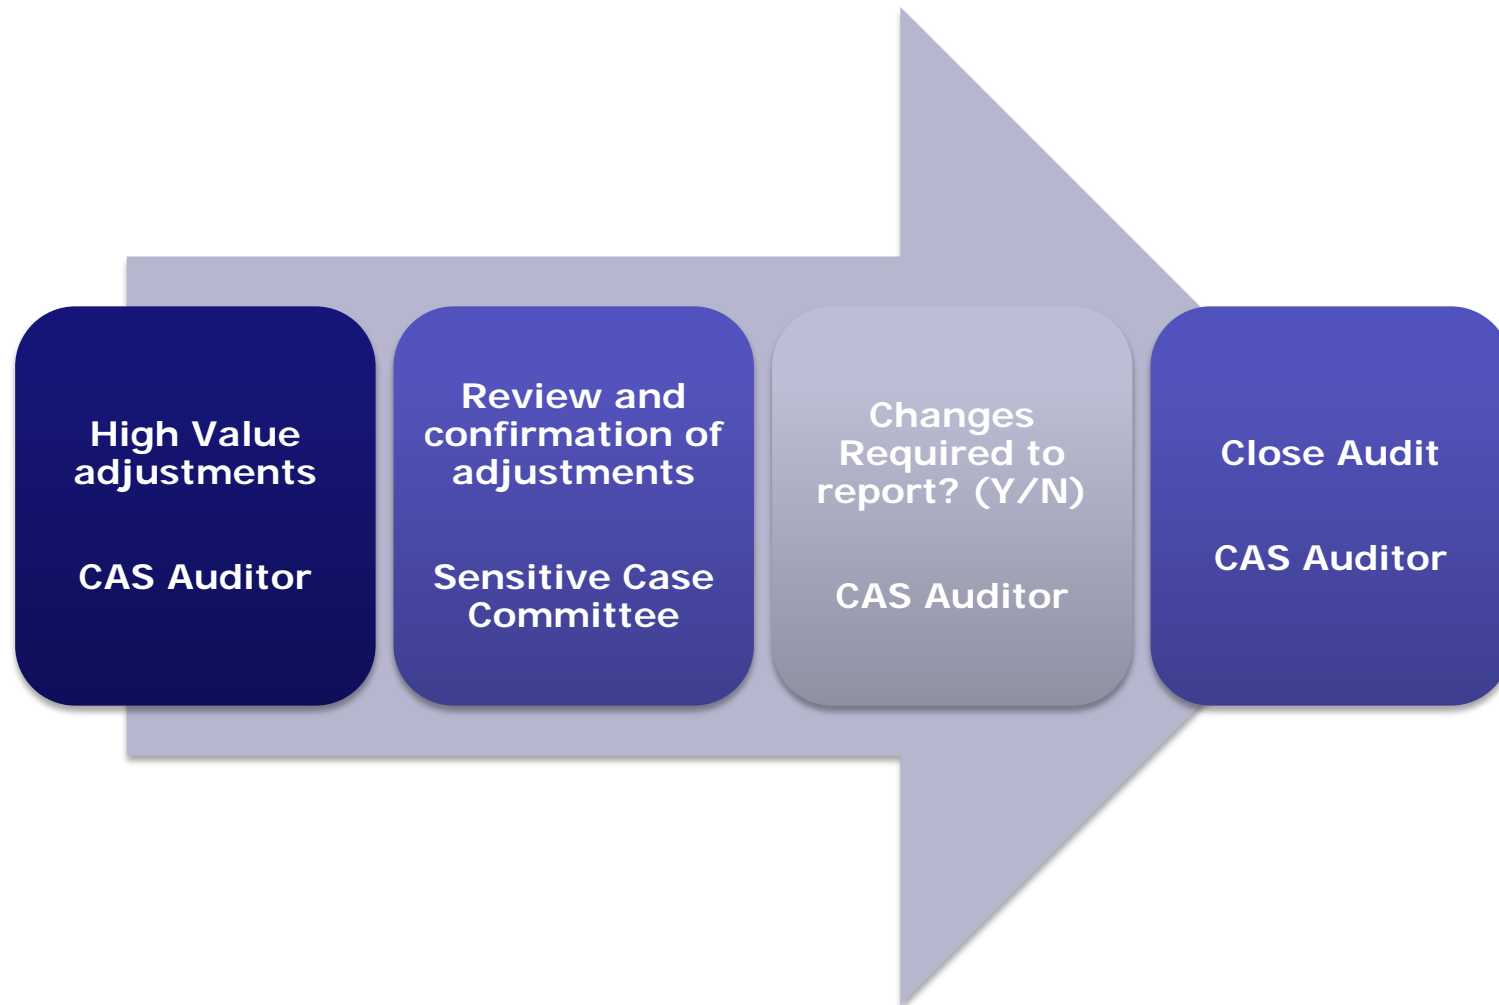 High Value
adjustments
CAS Auditor
Review and
confirmation of
adjustments
Sensitive Case
Committee
Changes
Required to
report? (Y/N)
CAS Auditor
Close Audit
CAS Auditor